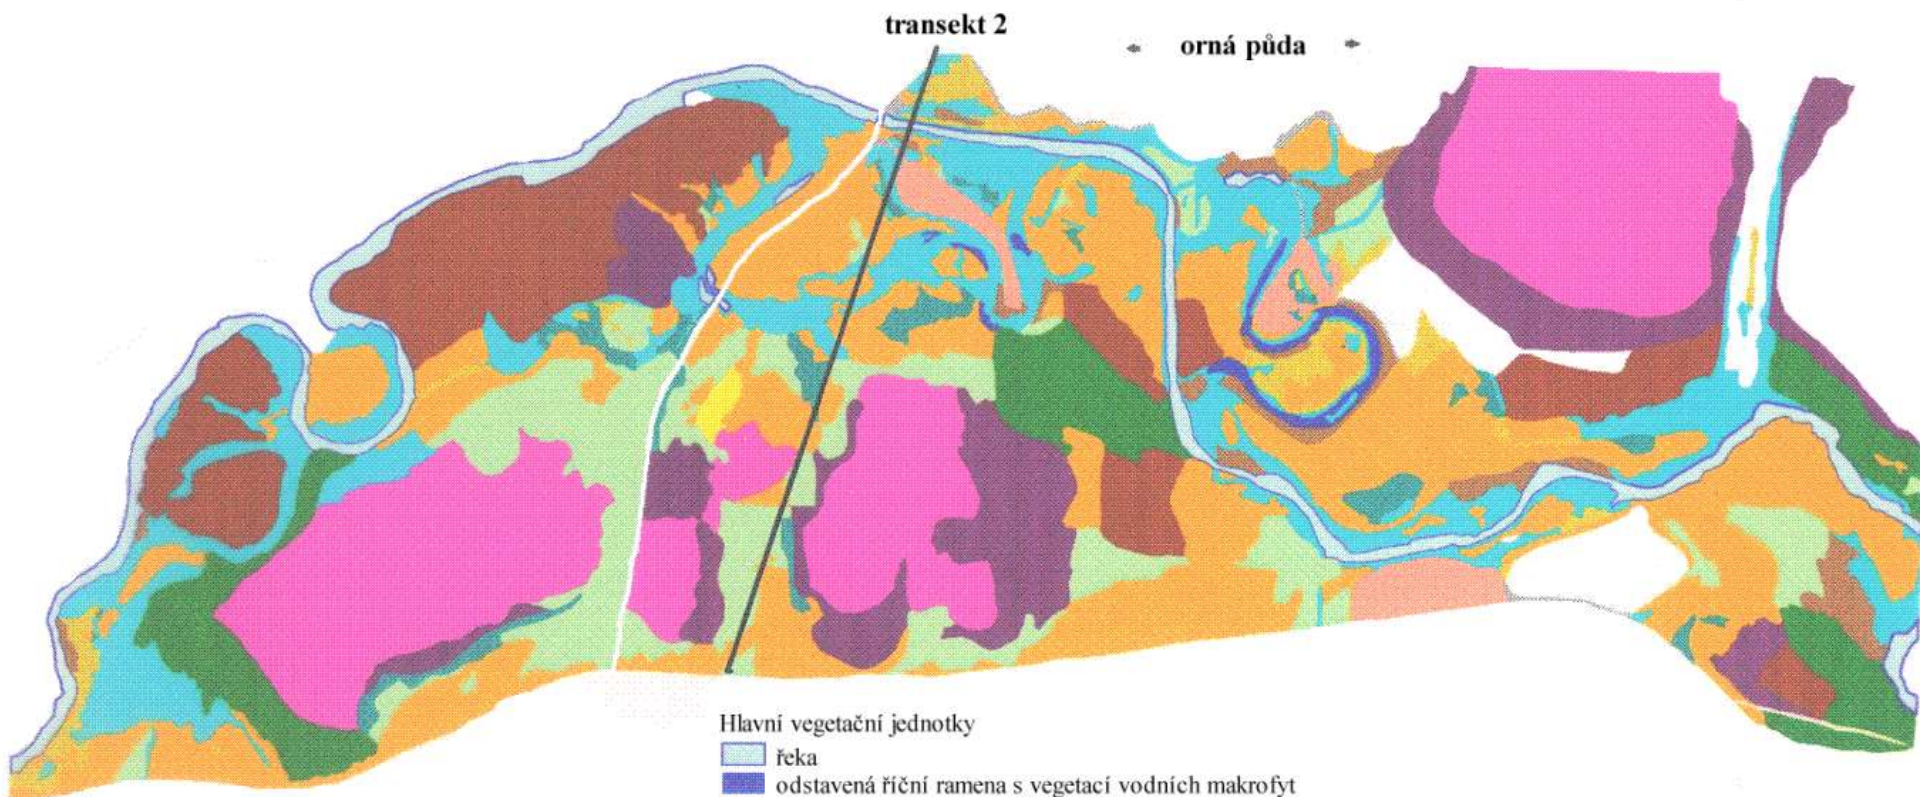 transekt 2
orná půda
Hlavní vegetační jednotky
řeka
odstavená říční ramena s vegetací vodních makrofyt